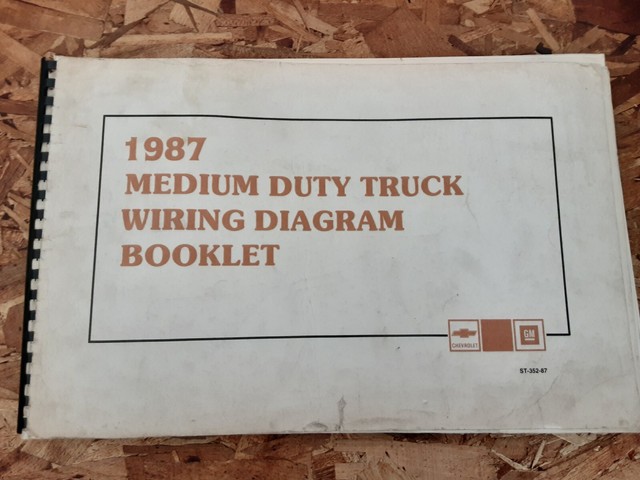 1987
MEDIUM DUTY TRUCK
WIRING DIAGRAM
BOOKLET
CHEVROLET
GM
ST-352-87